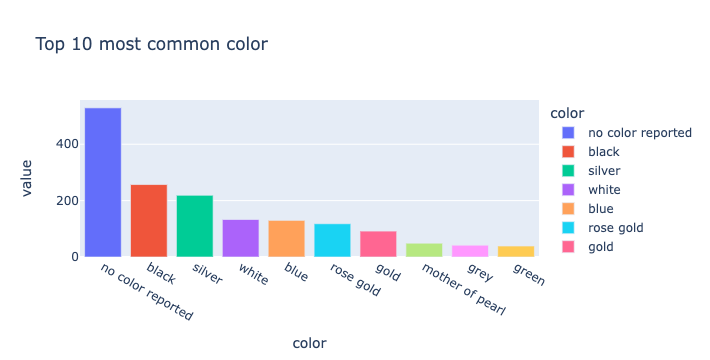 Top 10 most common color
value
400
200
0
no color reported
black
silver
white
blue
rose gold
gold
mother of pearl
grey
green
color
color
no color reported
black
silver
white
blue
rose gold
gold